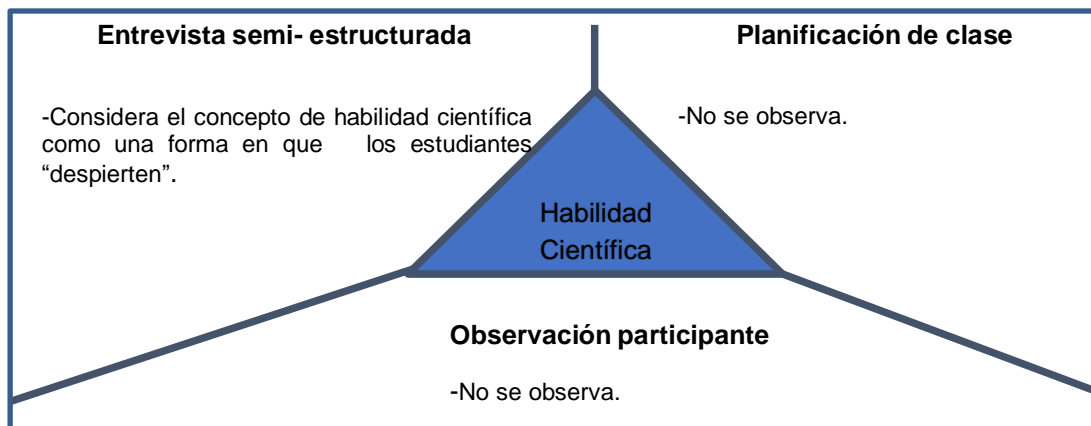 Entrevista semi- estructurada
-Considera el concepto de habilidad científica
como una forma en que los estudiantes
“despierten”.
Planificación de clase
-No se observa.
Habilidad
Científica
Observación participante
-No se observa.